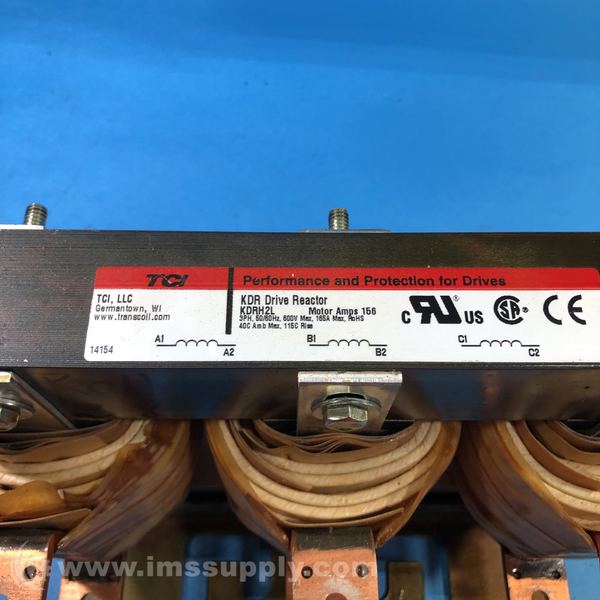 TCI
Performance and Protection for Drives
TCI, LLC
Germantown, WI
www.transcoil.com
14154
KDR Drive Reactor
KDRH2L Motor Amps 156
3PH, 50/60Hz, 600V Max, 165A Max, RoHS
40C Amb Max, 115C Rise
C UR US
SA
CE
A1 A2
B1 B2
C1 C2
© www.imssupply.com